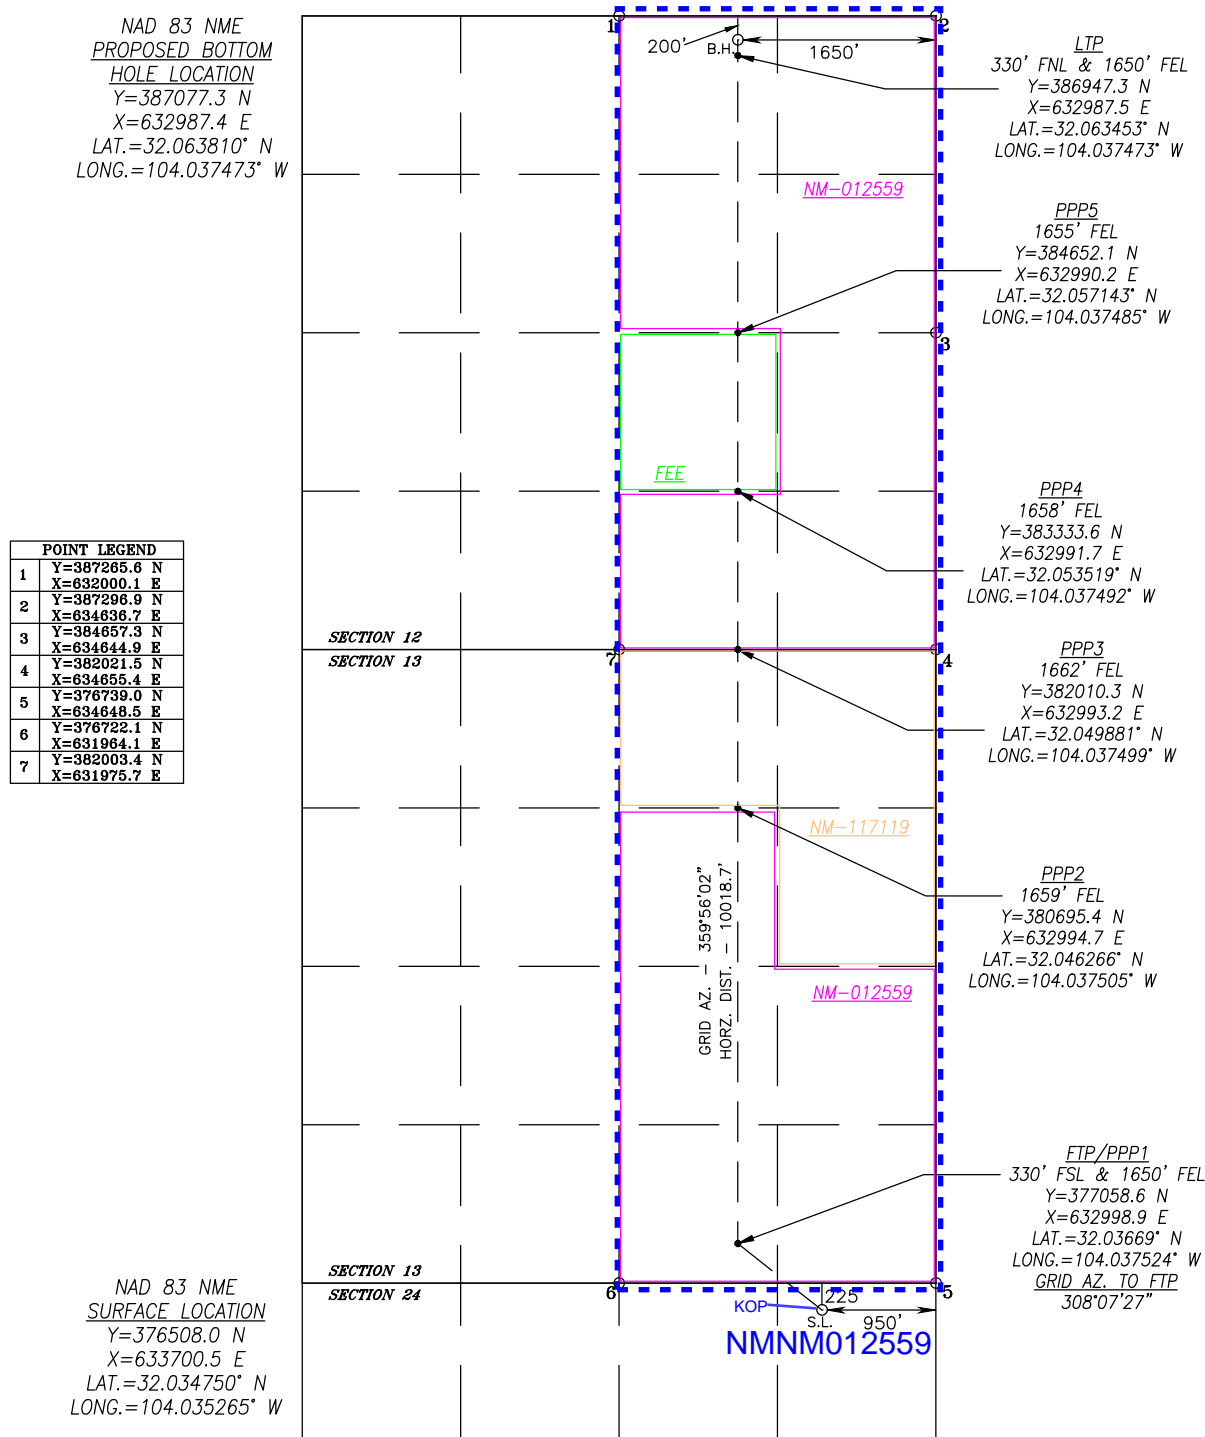 NAD 83 NME
PROPOSED BOTTOM
HOLE LOCATION
Y=387077.3 N
X=632987.4 E
LAT.=32.063810° N
LONG.=104.037473° W
1
2
200'
B.H.
1650'
LTP
330' FNL & 1650' FEL
Y=386947.3 N
X=632987.5 E
LAT.=32.063453° N
LONG.=104.037473° W
NM-012559
PPP5
1655' FEL
Y=384652.1 N
X=632990.2 E
LAT.=32.057143° N
LONG.=104.037485° W
3
FEE
PPP4
1658' FEL
Y=383333.6 N
X=632991.7 E
LAT.=32.053519° N
LONG.=104.037492° W
POINT LEGEND
1 Y=387265.6 N
X=632000.1 E
2 Y=387296.9 N
X=634636.7 E
3 Y=384657.3 N
X=634644.9 E
4 Y=382021.5 N
X=634655.4 E
5 Y=376739.0 N
X=634648.5 E
6 Y=376722.1 N
X=631964.1 E
7 Y=382003.4 N
X=631975.7 E
SECTION 12
SECTION 13
7
4
PPP3
1662' FEL
Y=382010.3 N
X=632993.2 E
LAT.=32.049881° N
LONG.=104.037499° W
NM-117119
PPP2
1659' FEL
Y=380695.4 N
X=632994.7 E
LAT.=32.046266° N
LONG.=104.037505° W
GRID AZ. - 359°56'02"
HORZ. DIST. - 10018.7'
NM-012559
FTP/PPP1
330' FSL & 1650' FEL
Y=377058.6 N
X=632998.9 E
LAT.=32.03669° N
LONG.=104.037524° W
GRID AZ. TO FTP
308°07'27"
SECTION 13
SECTION 24
6
5
225
KOP
S.L.
950'
NMNM012559
NAD 83 NME
SURFACE LOCATION
Y=376508.0 N
X=633700.5 E
LAT.=32.034750° N
LONG.=104.035265° W